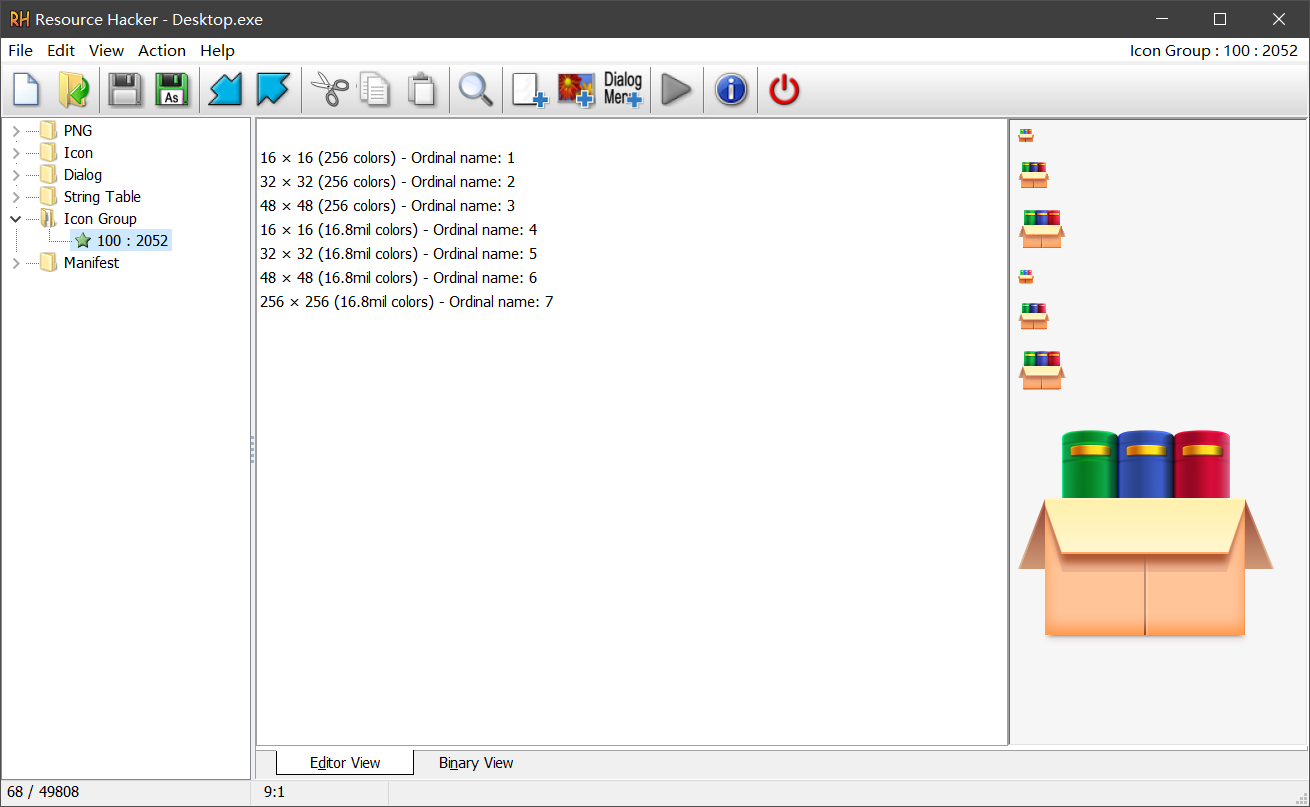 RH Resource Hacker - Desktop.exe
File Edit View Action Help
Icon Group : 100 : 2052
As
Dialog
Menu
PNG
Icon
Dialog
String Table
Icon Group
100 : 2052
Manifest
16 × 16 (256 colors) - Ordinal name: 1
32 × 32 (256 colors) - Ordinal name: 2
48 × 48 (256 colors) - Ordinal name: 3
16 × 16 (16.8mil colors) - Ordinal name: 4
32 × 32 (16.8mil colors) - Ordinal name: 5
48 × 48 (16.8mil colors) - Ordinal name: 6
256 × 256 (16.8mil colors) - Ordinal name: 7
Editor View
Binary View
68 / 49808
9:1